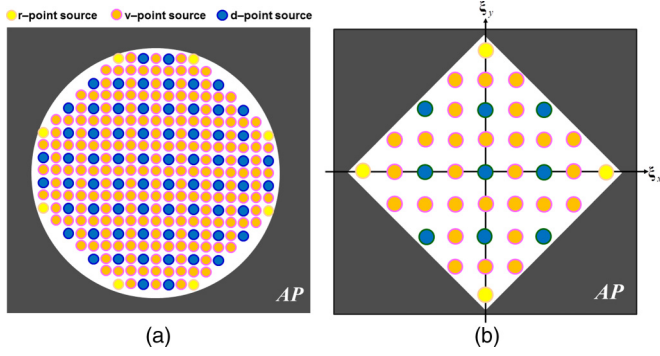 r–point source v–point source d–point source
ξy
ξx
AP
AP
(a)
(b)